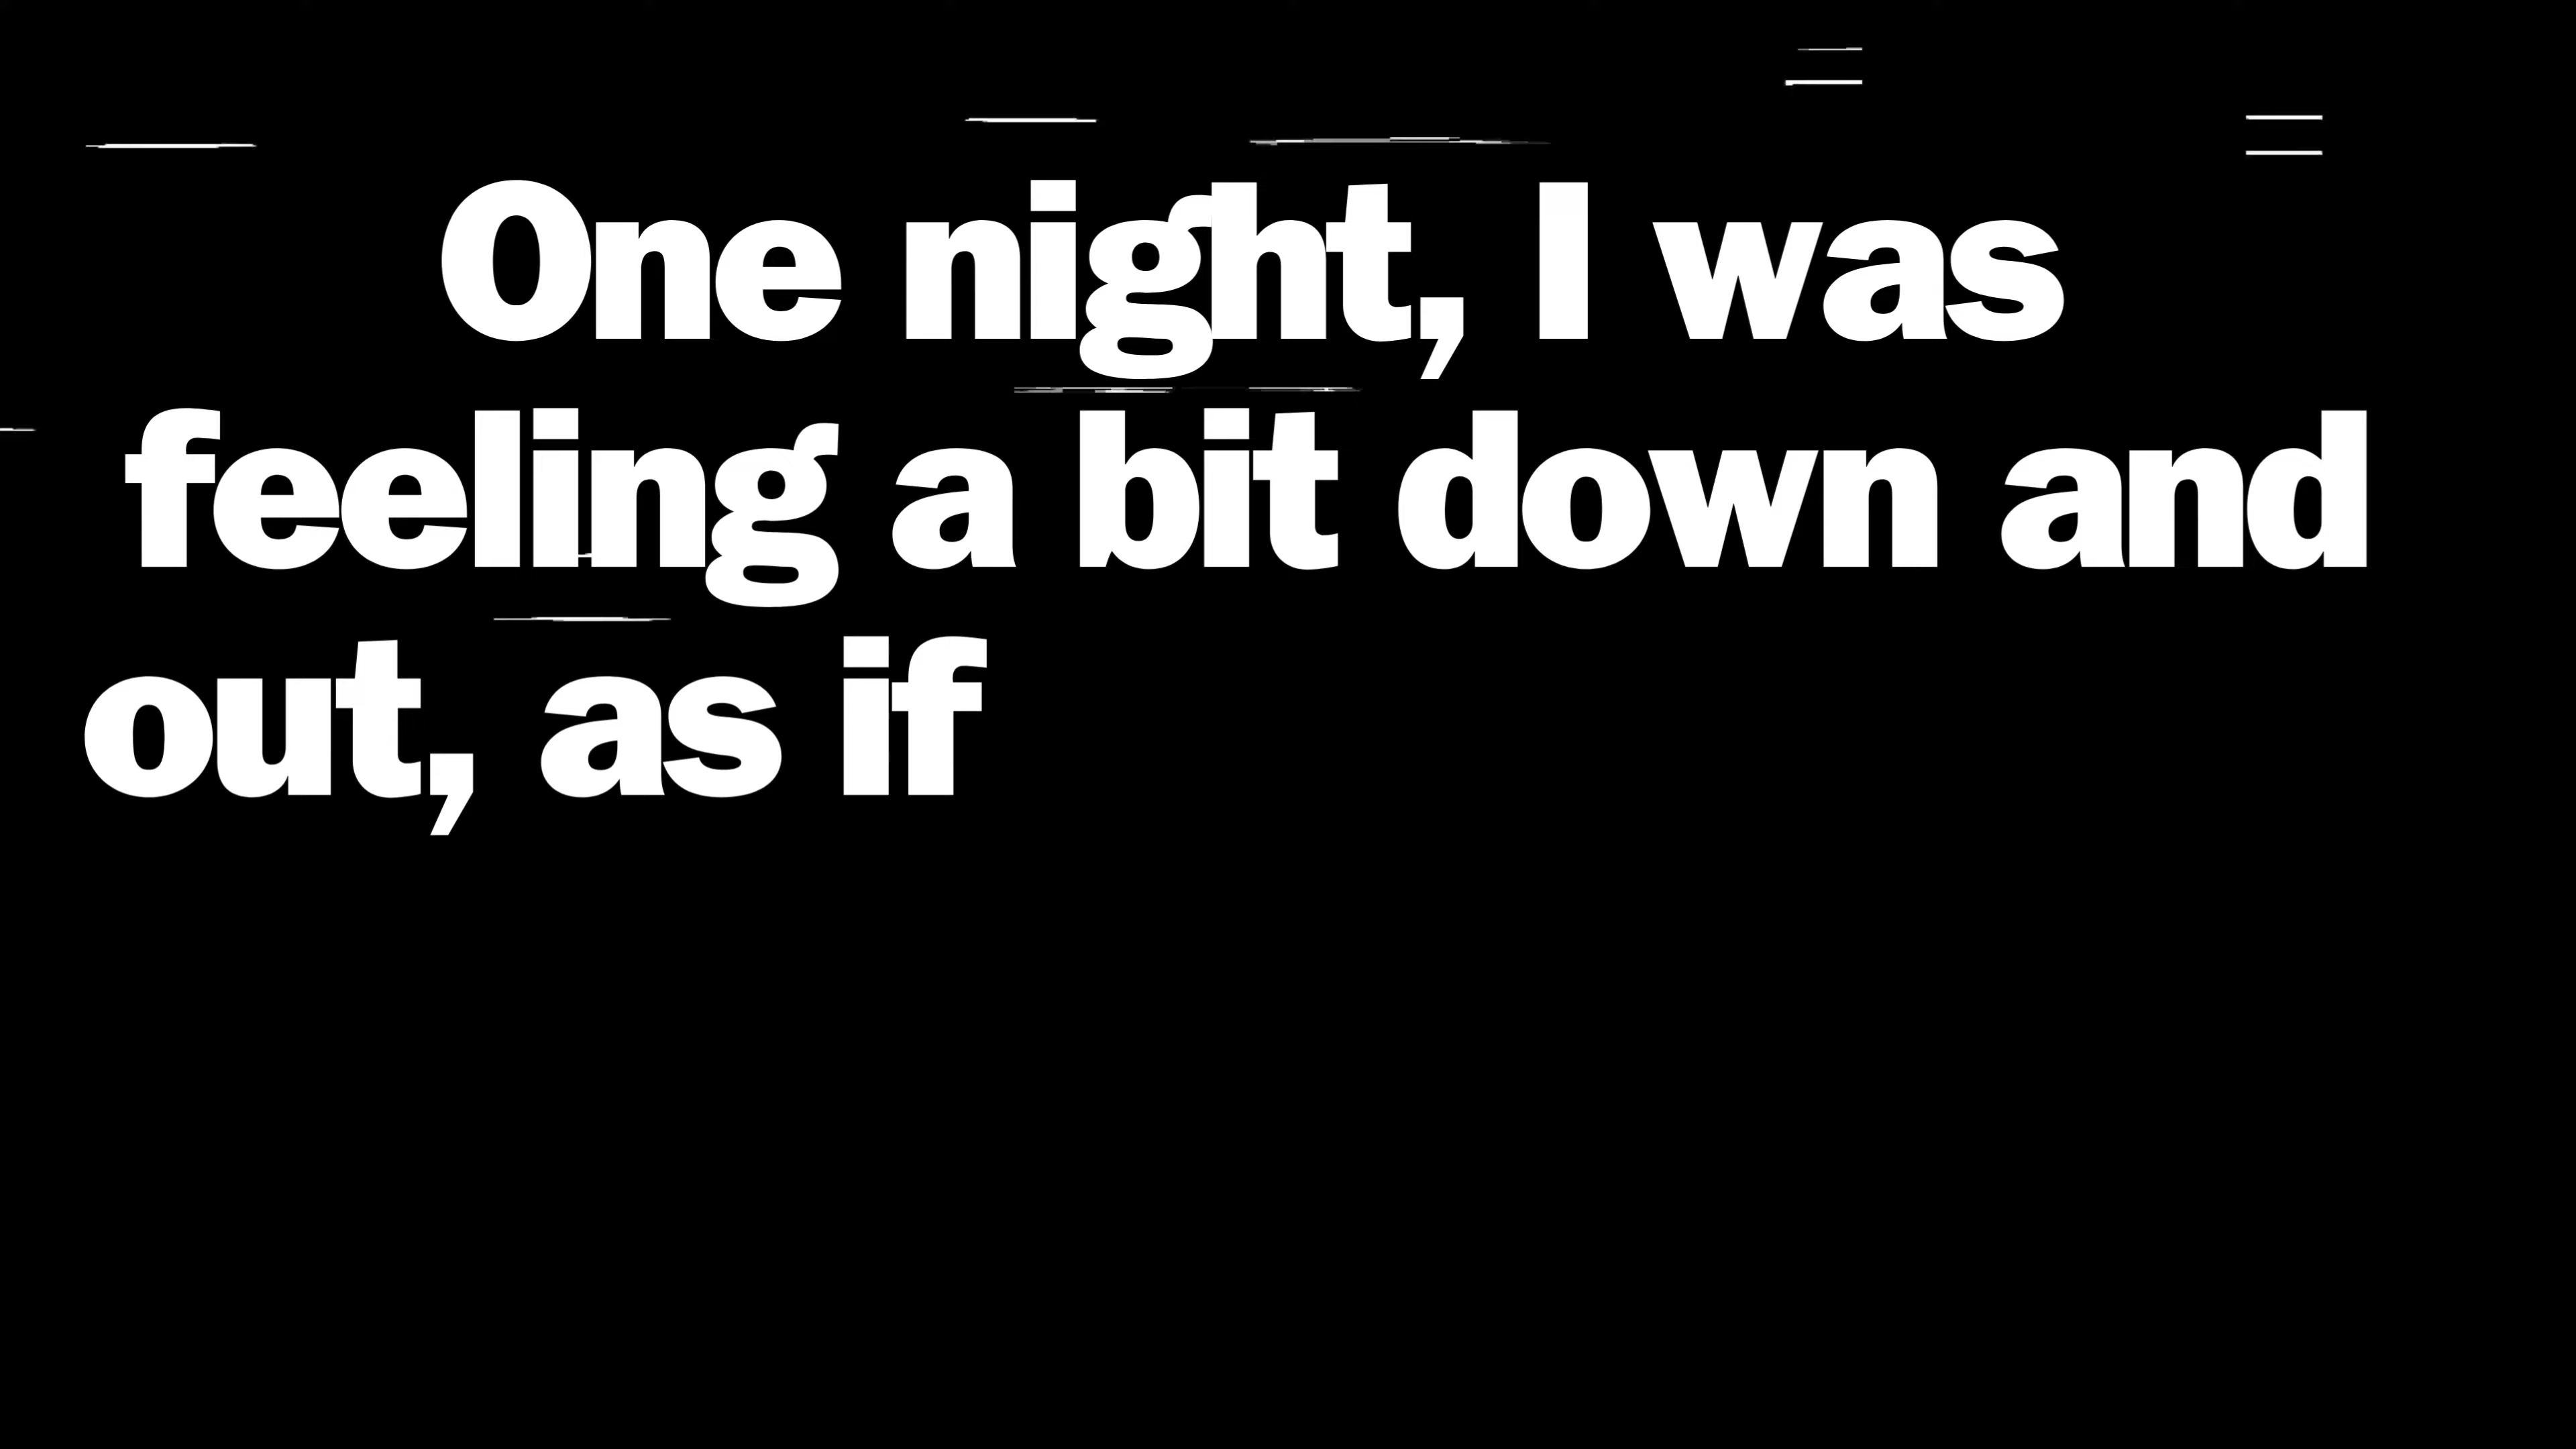 One night, I was
feeling a bit down and
out, as if